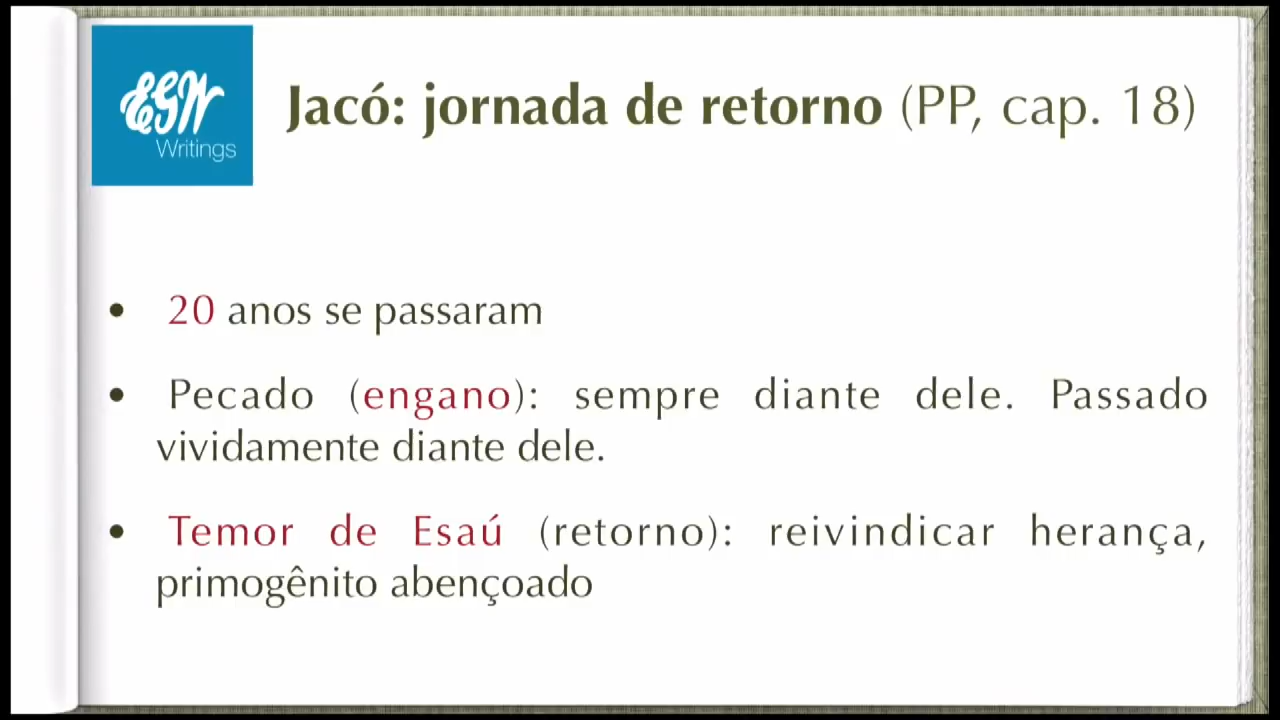 EGW
Writings
Jacó: jornada de retorno (PP, cap. 18)
• 20 anos se passaram
• Pecado (engano): sempre diante dele. Passado
vividamente diante dele.
• Temor de Esaú (retorno): reivindicar herança,
primogênito abençoado